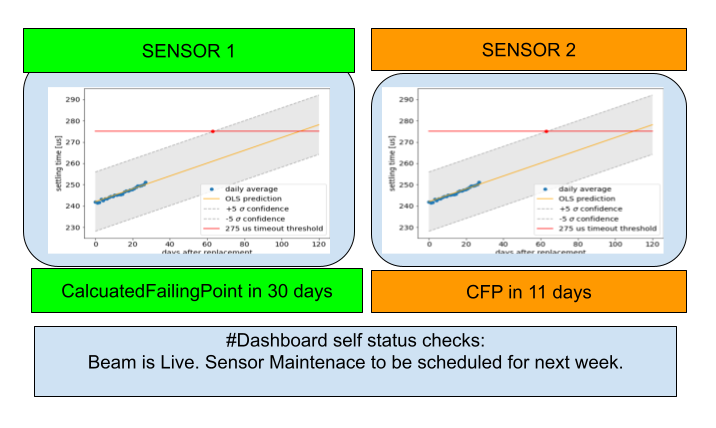 SENSOR 1
SENSOR 2
290
280
270
260
250
240
230
settling time [us]
daily average
OLS prediction
+5 σ confidence
-5 σ confidence
275 us timeout threshold
0 20 40 60 80 100 120
days after replacement
290
280
270
260
250
240
230
settling time [us]
daily average
OLS prediction
+5 σ confidence
-5 σ confidence
275 us timeout threshold
0 20 40 60 80 100 120
days after replacement
CalcuatedFailingPoint in 30 days
CFP in 11 days
#Dashboard self status checks:
Beam is Live. Sensor Maintenace to be scheduled for next week.